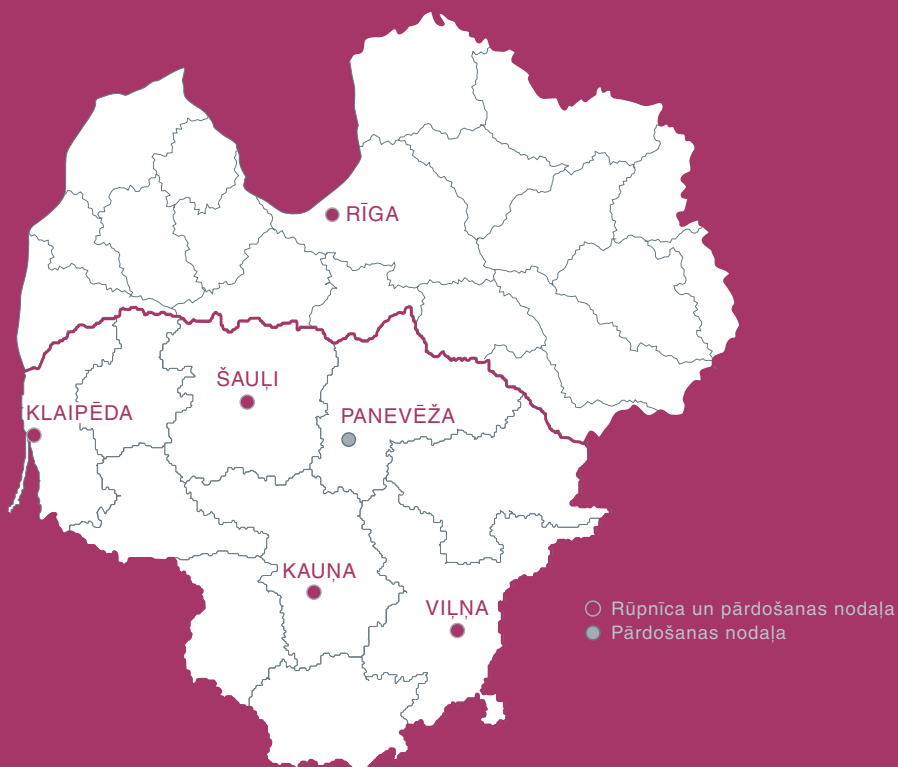 RĪGA
ŠAUĻI
KLAIPĒDA
PANEVĒŽA
KAUŅA
VIĻŅA
Rūpnīca un pārdošanas nodaļa
Pārdošanas nodaļa